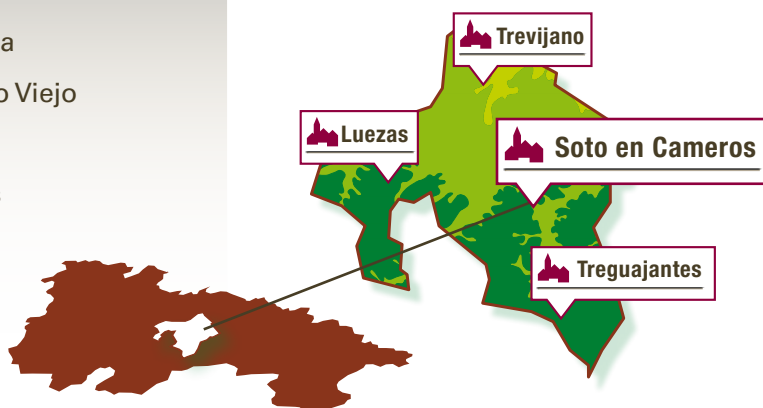 a
o Viejo
Trevijano
Luezas
Soto en Cameros
Treguajantes